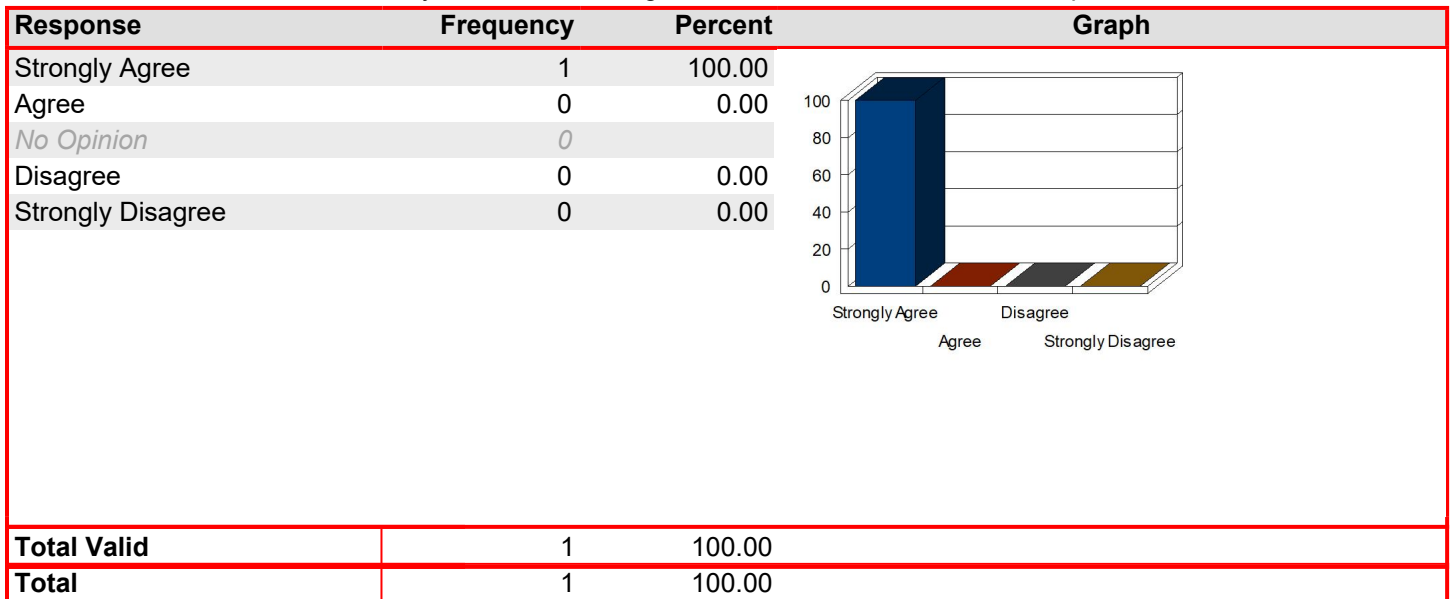 Response Frequency Percent Graph
Strongly Agree 1 100.00
Agree 0 0.00
No Opinion 0
Disagree 0 0.00
Strongly Disagree 0 0.00
100
80
60
40
20
0
Strongly Agree Disagree
Agree Strongly Disagree
Total Valid 1 100.00
Total 1 100.00